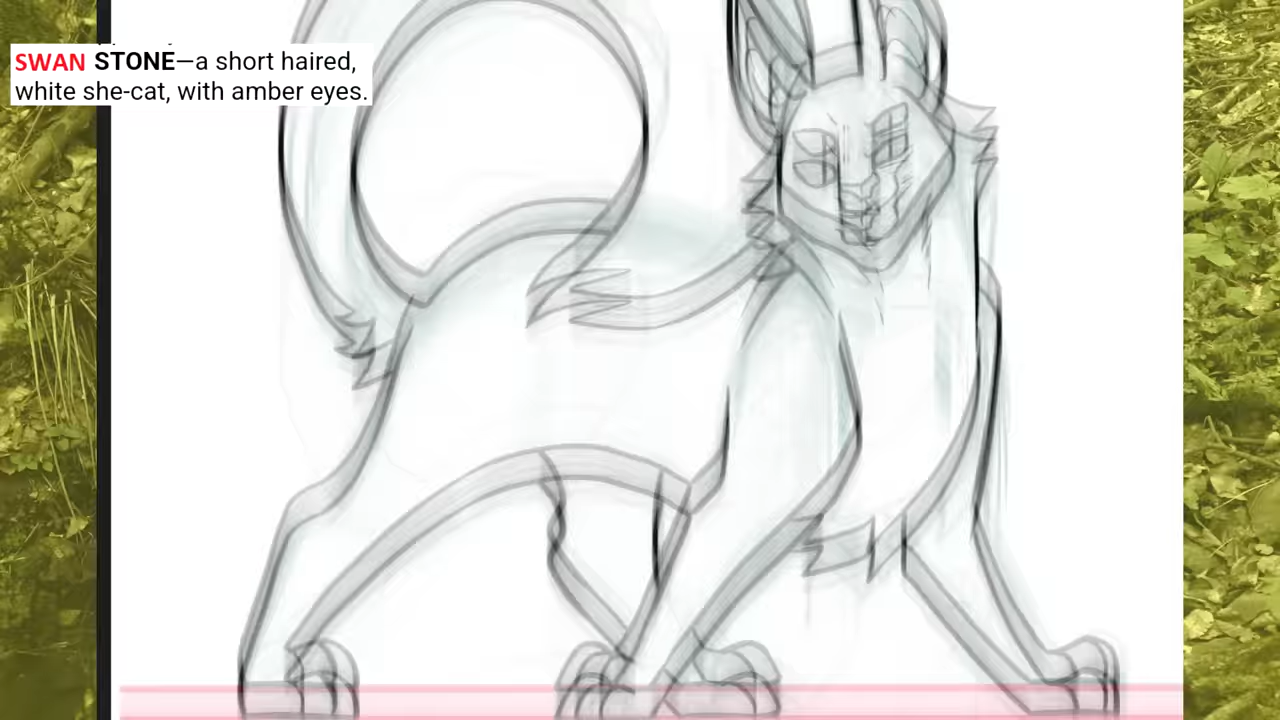 SWAN STONE—a short haired,
white she-cat, with amber eyes.